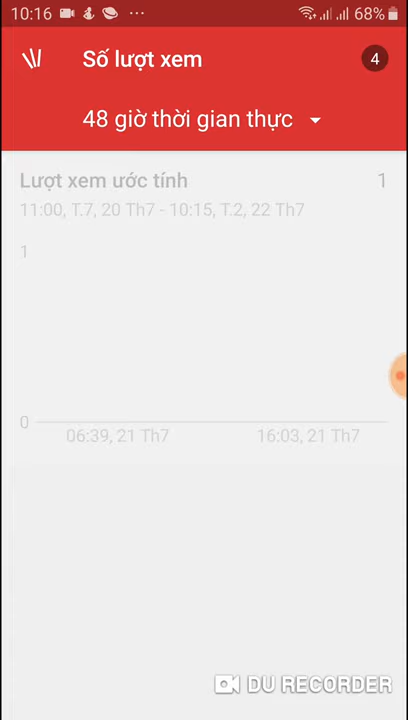 10:16 68%
Số lượt xem 4
48 giờ thời gian thực
Lượt xem ước tính 1
11:00, T.7, 20 Th7 - 10:15, T.2, 22 Th7
1
0
06:39, 21 Th7 16:03, 21 Th7
DU RECORDER